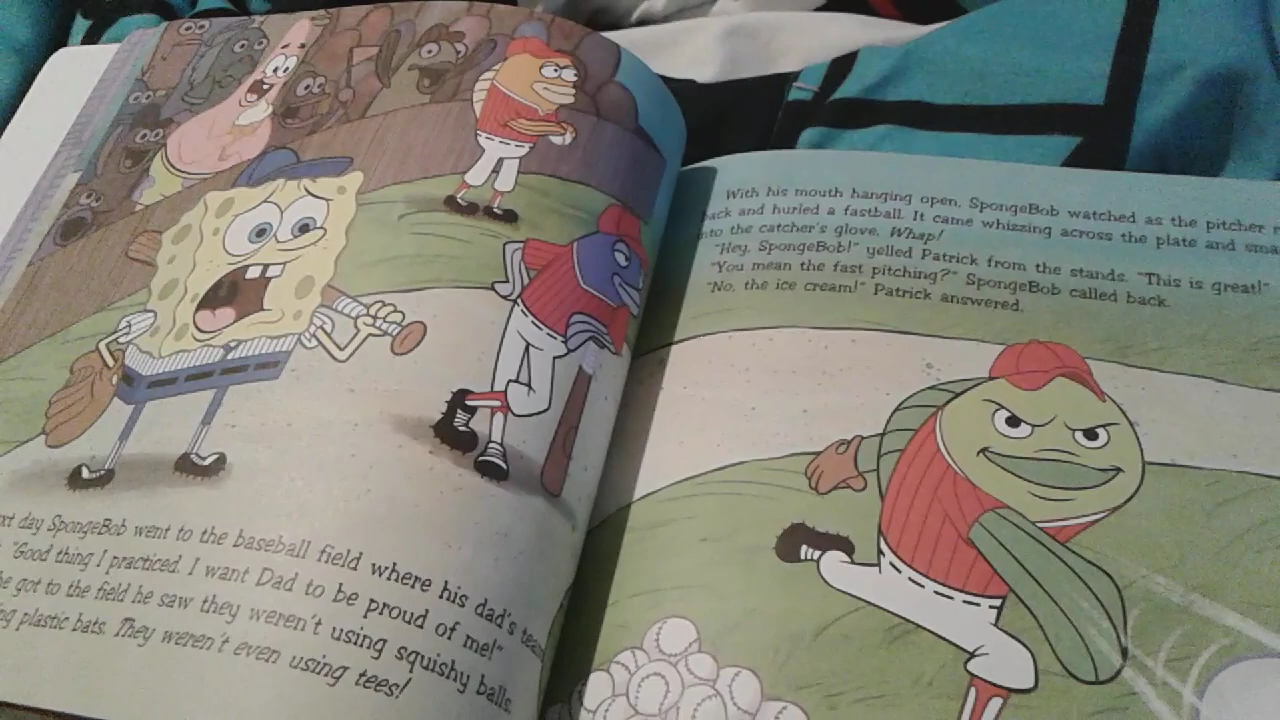 day SpongeBob went to the baseball field where his dad's
"Good thing I practiced. I want Dad to be proud of me!"
got to the field he saw they weren't using squishy balls.
plastic bats. They weren't even using tees!
With his mouth hanging open, SpongeBob watched as the pitcher
back and hurled a fastball. It came whizzing across the plate and
into the catcher's glove. Whap!
"Hey, SpongeBob!" yelled Patrick from the stands. "This is great!"
"You mean the fast pitching?" SpongeBob called back.
"No, the ice cream!" Patrick answered.